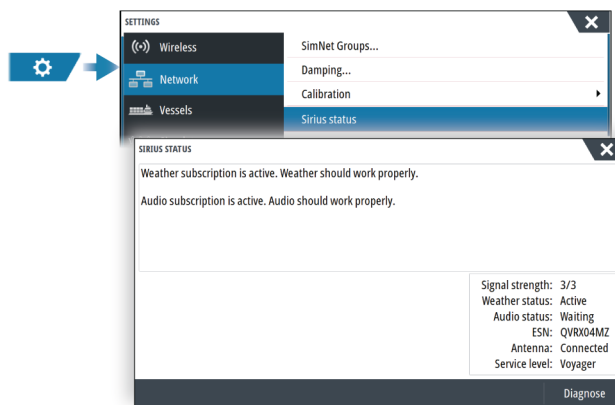 SETTINGS
Wireless
Network
Vessels
SimNet Groups...
Damping...
Calibration
Sirius status
SIRIUS STATUS
Weather subscription is active. Weather should work properly.
Audio subscription is active. Audio should work properly.
Signal strength: 3/3
Weather status: Active
Audio status: Waiting
ESN: QVRX04MZ
Antenna: Connected
Service level: Voyager
Diagnose